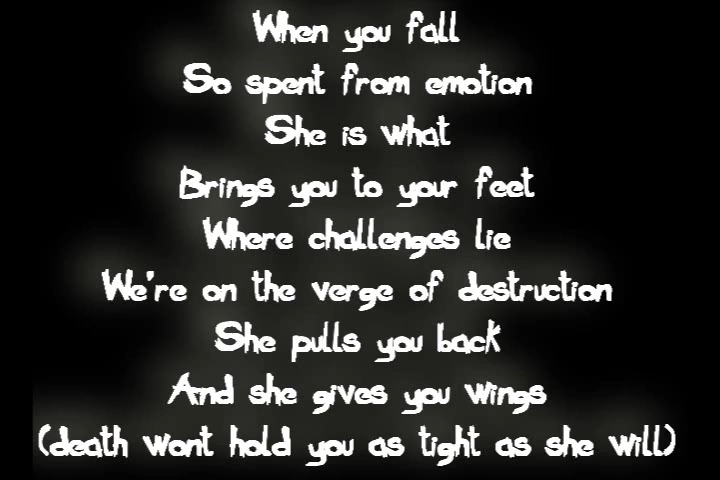 When you fall
So spent from emotion
She is what
Brings you to your feet
Where challenges lie
We're on the verge of destruction
She pulls you back
And she gives you wings
(death wont hold you as tight as she will)